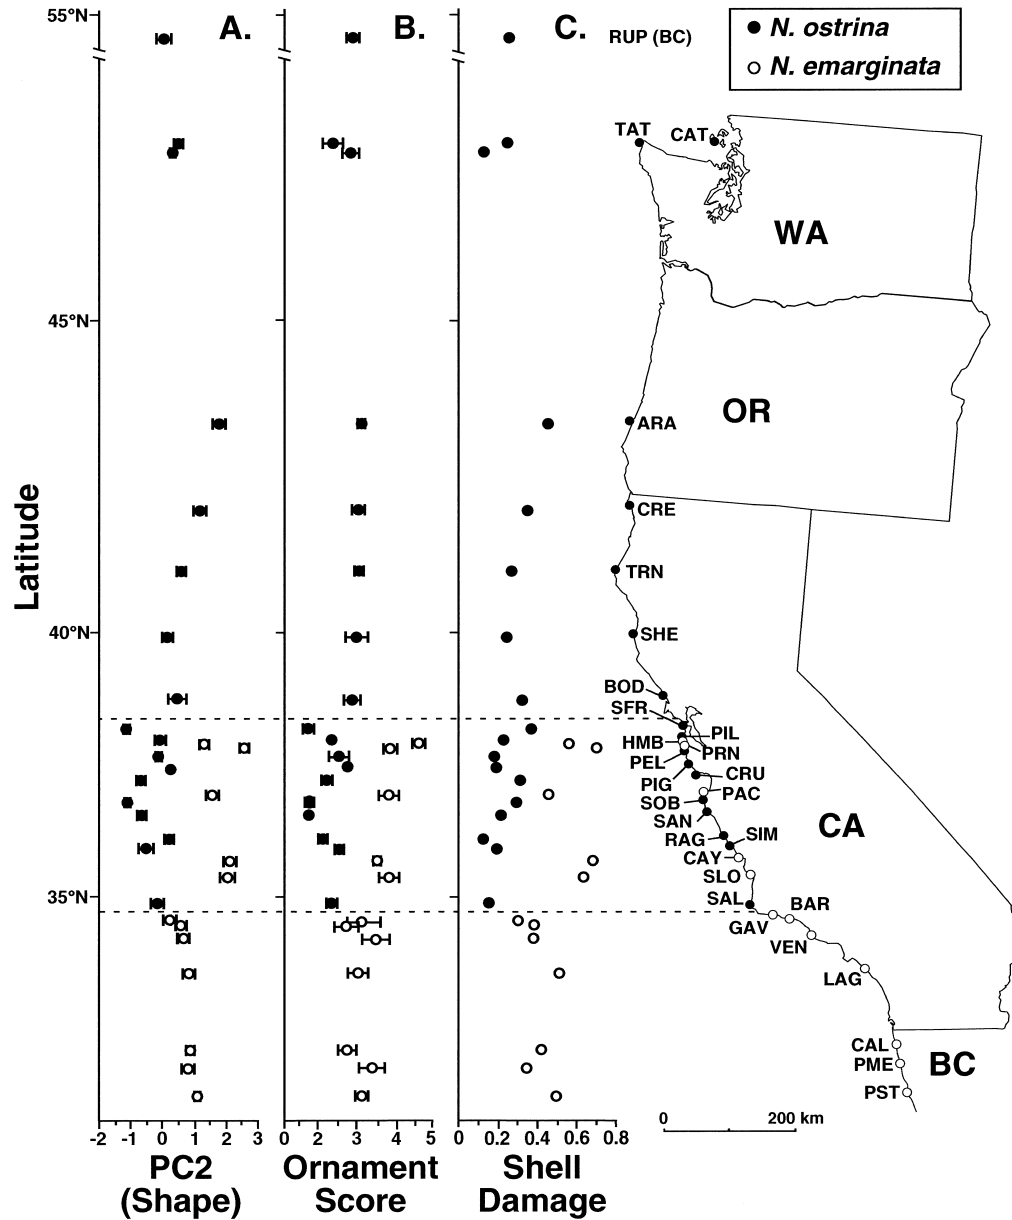 55°N
A.
B.
C.
RUP (BC)
N. ostrina
N. emarginata
TAT
CAT
WA
45°N
OR
ARA
CRE
Latitude
TRN
40°N
SHE
BOD
SFR
PIL
HMB
PRN
PEL
PIG
CRU
SOB
PAC
SAN
RAG
SIM
CA
CAY
SLO
35°N
SAL
BAR
GAV
VEN
LAG
CAL
BC
PME
PST
0 200 km
-2 -1 0 1 2 3
0 2 3 4 5
0 0.2 0.4 0.6 0.8
PC2
(Shape)
Ornament
Score
Shell
Damage